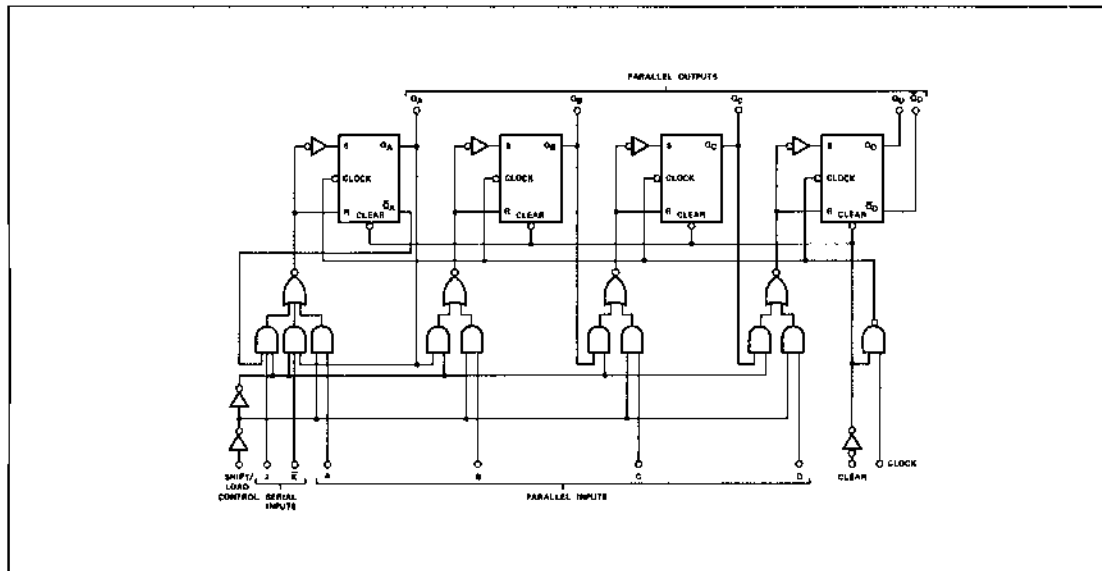 PARALLEL OUTPUTS
QA QB QC QD Q̅D
S QA S QB S QC S QD
CLOCK CLOCK CLOCK CLOCK
R CLEAR Q̅A R CLEAR R CLEAR R CLEAR Q̅D
SHIFT/ J K̅ A B C D CLEAR CLOCK
LOAD
CONTROL SERIAL PARALLEL INPUTS
INPUTS